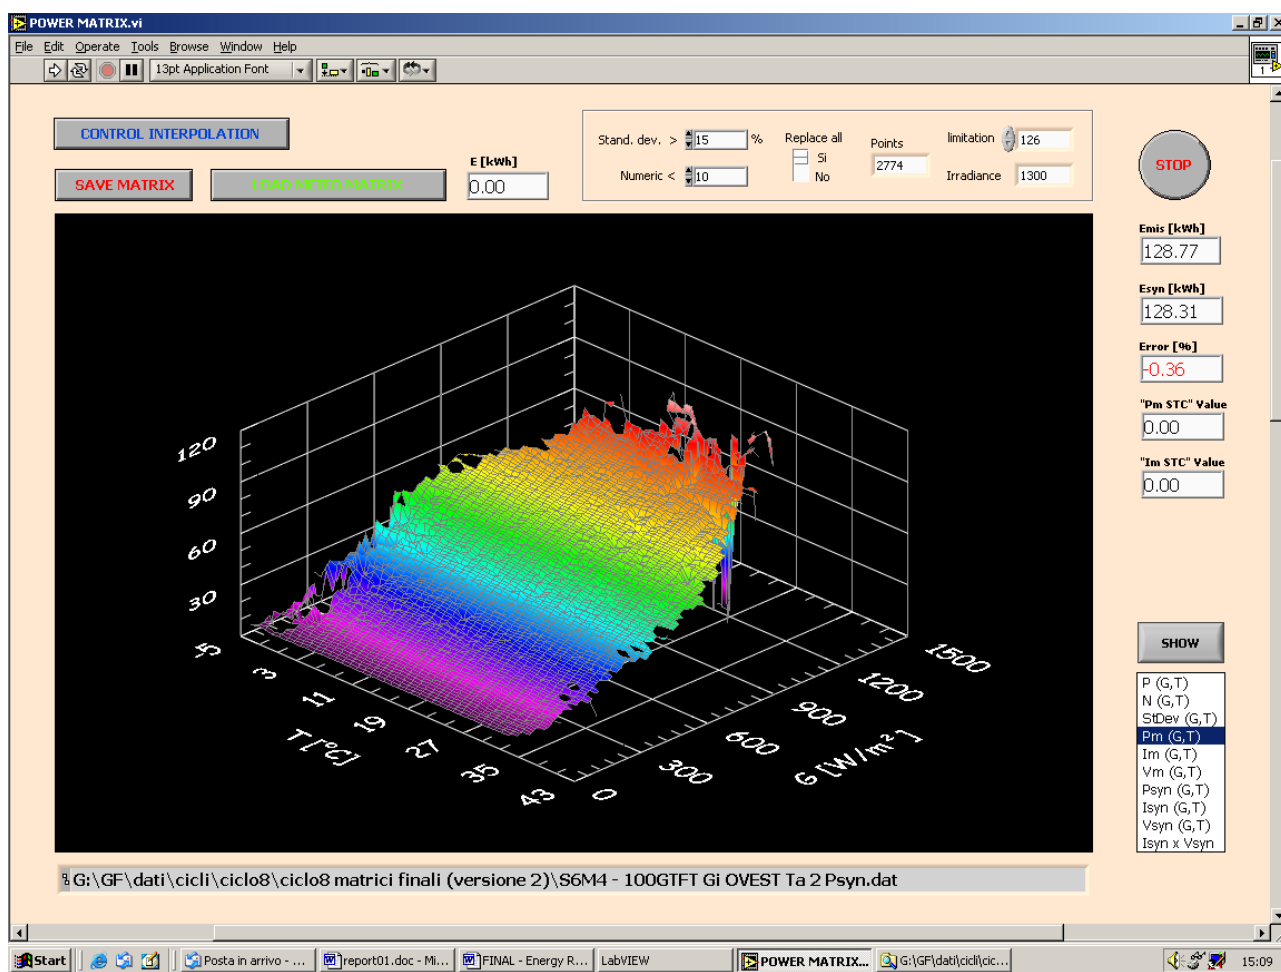 POWER MATRIX.vi
File Edit Operate Tools Browse Window Help
13pt Application Font
1
CONTROL INTERPOLATION
SAVE MATRIX
LOAD METEO MATRIX
E [kWh]
0.00
Stand. dev. > 15 %
Numeric < 10
Replace all
Si
No
Points
2774
limitation 126
Irradiance 1300
STOP
Emis [kWh]
128.77
Esyn [kWh]
128.31
Error [%]
-0.36
"Pm STC" Value
0.00
"Im STC" Value
0.00
120
90
60
30
-5
3
11
19
27
35
43
T [°C]
0
300
600
900
1200
1500
G [W/m²]
SHOW
P (G,T)
N (G,T)
StDev (G,T)
Pm (G,T)
Im (G,T)
Vm (G,T)
Psyn (G,T)
Isyn (G,T)
Vsyn (G,T)
Isyn x Vsyn
G:\GF\dati\cicli\ciclo8\ciclo8 matrici finali (versione 2)\S6M4 - 100GTFT Gi OVEST Ta 2 Psyn.dat
Start Posta in arrivo - ... report01.doc - Mi... FINAL - Energy R... LabVIEW POWER MATRIX... G:\GF\dati\cicli\cic... 15:09